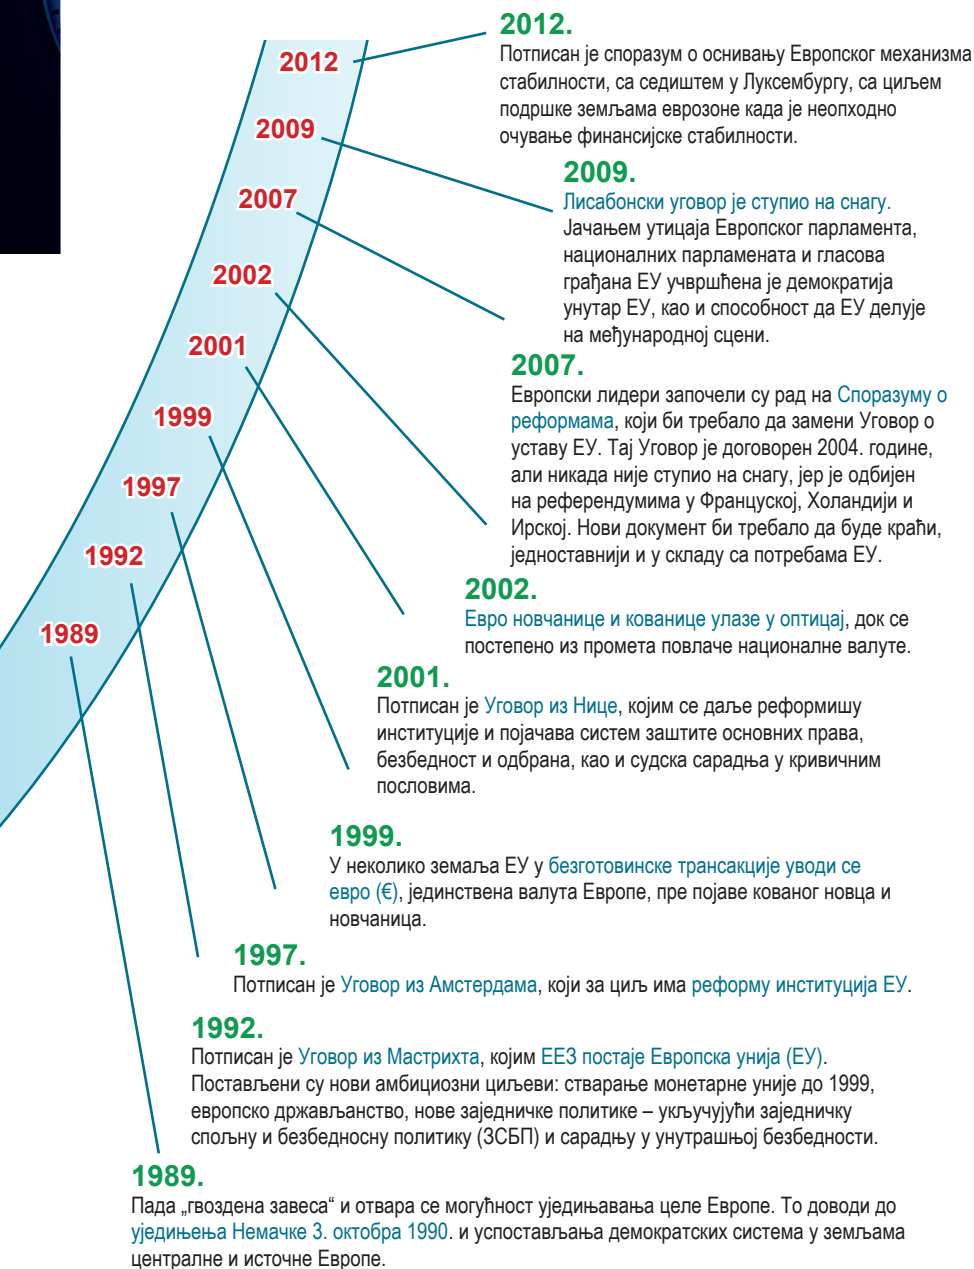 2012
2009
2007
2002
2001
1999
1997
1992
1989
2012.
Потписан је споразум о оснивању Европског механизма
стабилности, са седиштем у Луксембургу, са циљем
подршке земљама еврозоне када је неопходно
очување финансијске стабилности.
2009.
Лисабонски уговор је ступио на снагу.
Јачањем утицаја Европског парламента,
националних парламената и гласова
грађана ЕУ учвршћена је демократија
унутар ЕУ, као и способност да ЕУ делује
на међународној сцени.
2007.
Европски лидери започели су рад на Споразуму о
реформама, који би требало да замени Уговор о
уставу ЕУ. Тај Уговор је договорен 2004. године,
али никада није ступио на снагу, јер је одбијен
на референдумима у Француској, Холандији и
Ирској. Нови документ би требало да буде краћи,
једноставнији и у складу са потребама ЕУ.
2002.
Евро новчанице и кованице улазе у оптицај, док се
постепено из промета повлаче националне валуте.
2001.
Потписан је Уговор из Нице, којим се даље реформишу
институције и појачава систем заштите основних права,
безбедност и одбрана, као и судска сарадња у кривичним
пословима.
1999.
У неколико земаља ЕУ у безготовинске трансакције уводи се
евро (€), јединствена валута Европе, пре појаве кованог новца и
новчаница.
1997.
Потписан је Уговор из Амстердама, који за циљ има реформу институција ЕУ.
1992.
Потписан је Уговор из Мастрихта, којим ЕЕЗ постаје Европска унија (ЕУ).
Постављени су нови амбициозни циљеви: стварање монетарне уније до 1999,
европско држављанство, нове заједничке политике – укључујући заједничку
спољну и безбедносну политику (ЗСБП) и сарадњу у унутрашњој безбедности.
1989.
Пада „гвоздена завеса“ и отвара се могућност уједињавања целе Европе. То доводи до
уједињења Немачке 3. октобра 1990. и успостављања демократских система у земљама
централне и источне Европе.